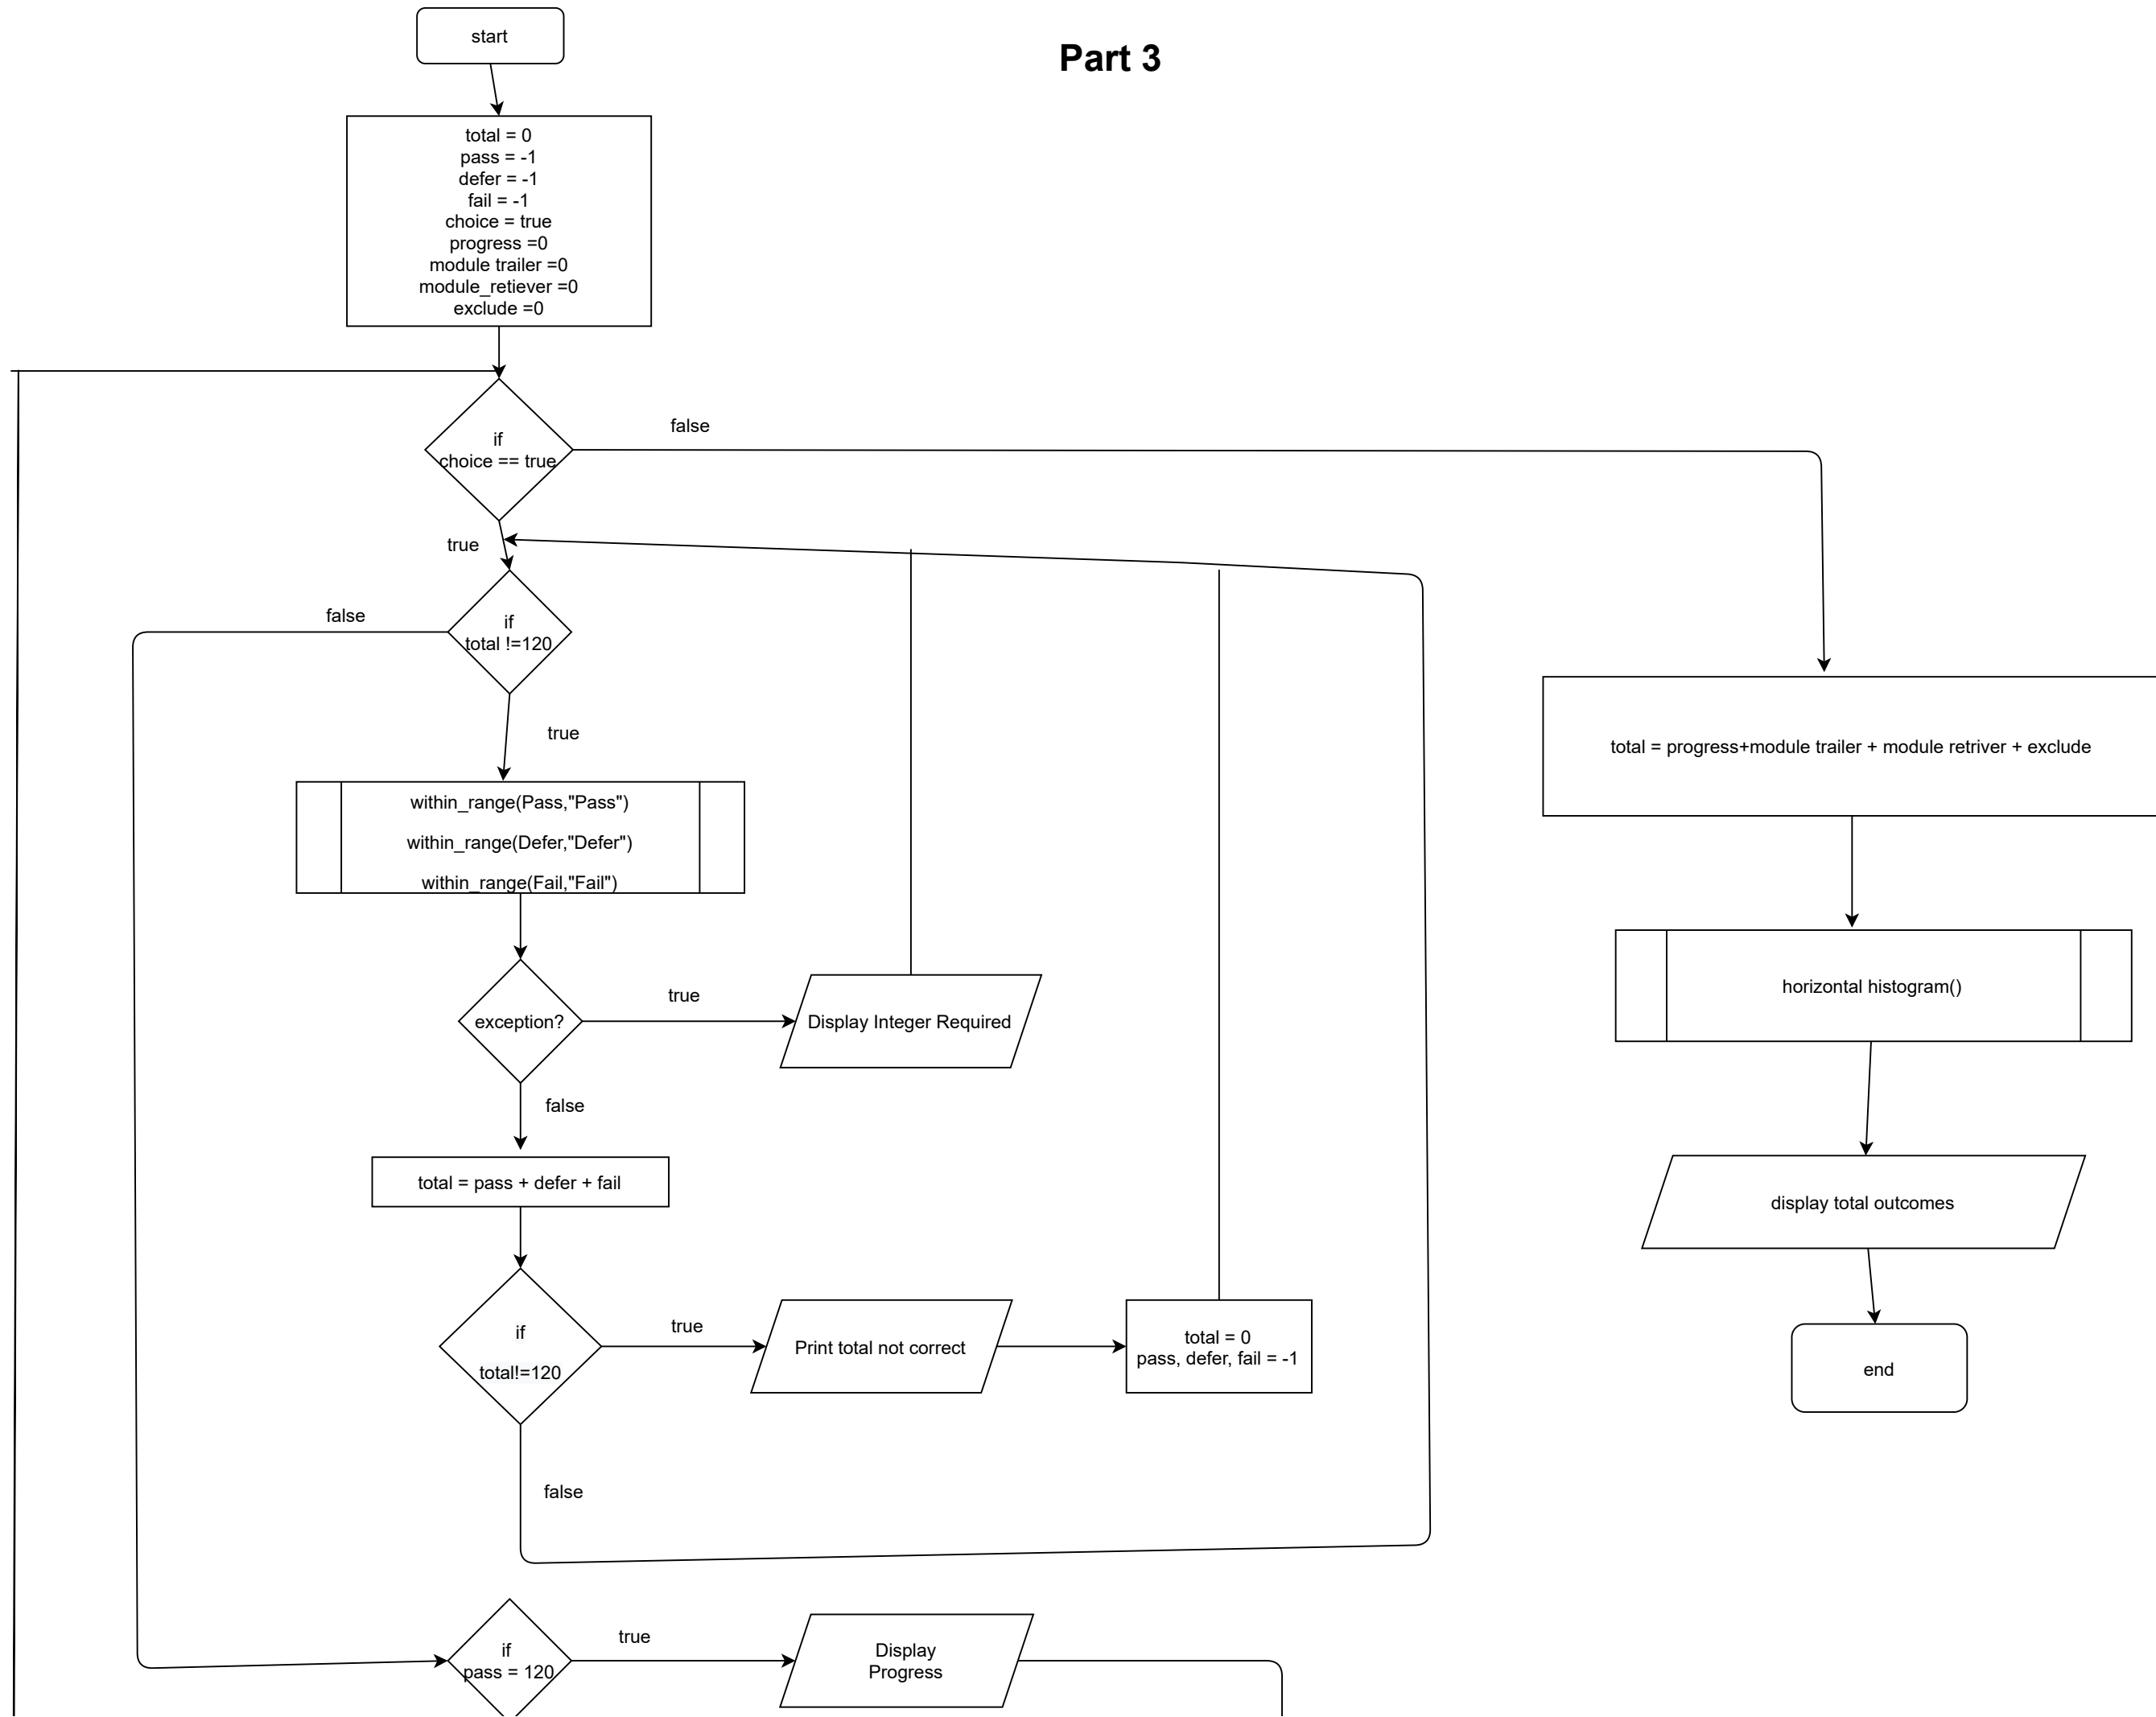 start
Part 3
total = 0
pass = -1
defer = -1
fail = -1
choice = true
progress =0
module trailer =0
module_retiever =0
exclude =0
if
choice == true
false
true
if
total !=120
false
true
total = progress+module trailer + module retriver + exclude
within_range(Pass,"Pass")
within_range(Defer,"Defer")
within_range(Fail,"Fail")
horizontal histogram()
exception?
true
Display Integer Required
false
total = pass + defer + fail
display total outcomes
if
total!=120
true
Print total not correct
total = 0
pass, defer, fail = -1
end
false
if
pass = 120
true
Display
Progress